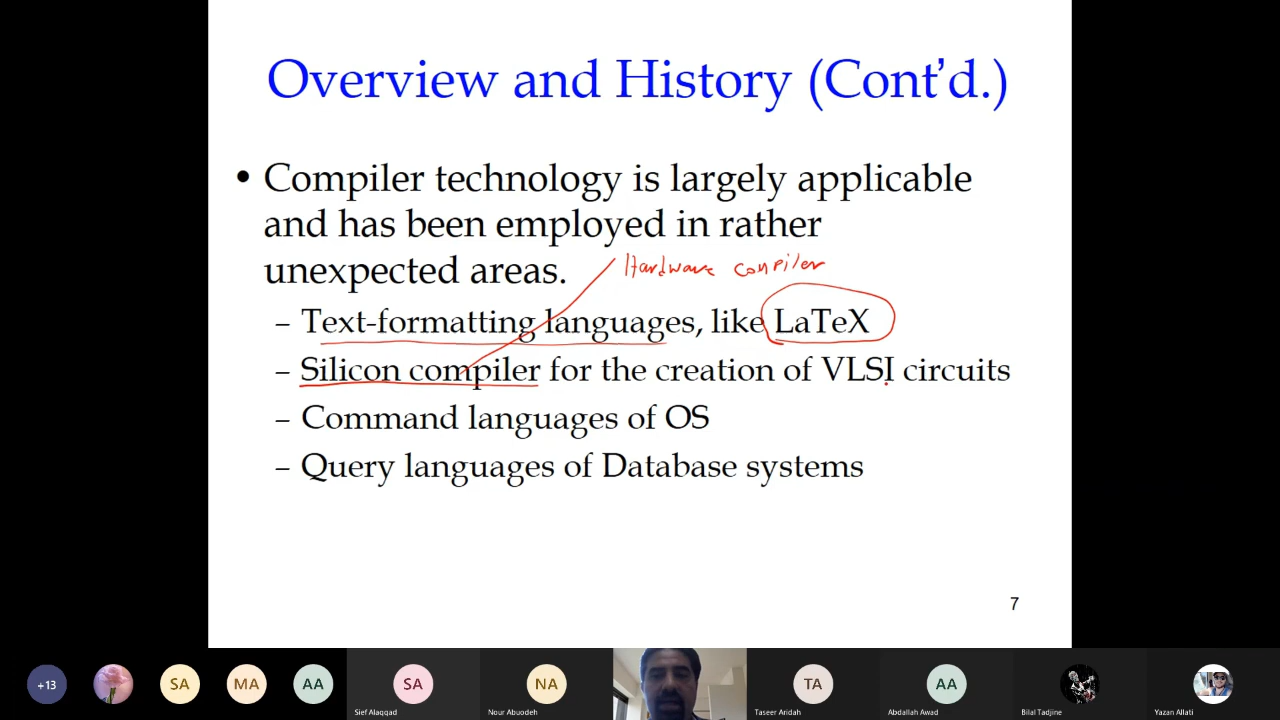 Overview and History (Cont'd.)
• Compiler technology is largely applicable
and has been employed in rather
unexpected areas.
Hardware compiler
– Text-formatting languages, like LaTeX
– Silicon compiler for the creation of VLSI circuits
– Command languages of OS
– Query languages of Database systems
7
+13
SA
MA
AA
SA
NA
TA
AA
Sief Alaqqad
Nour Abuodeh
Taseer Aridah
Abdallah Awad
Bilal Tadjine
Yazan Allati